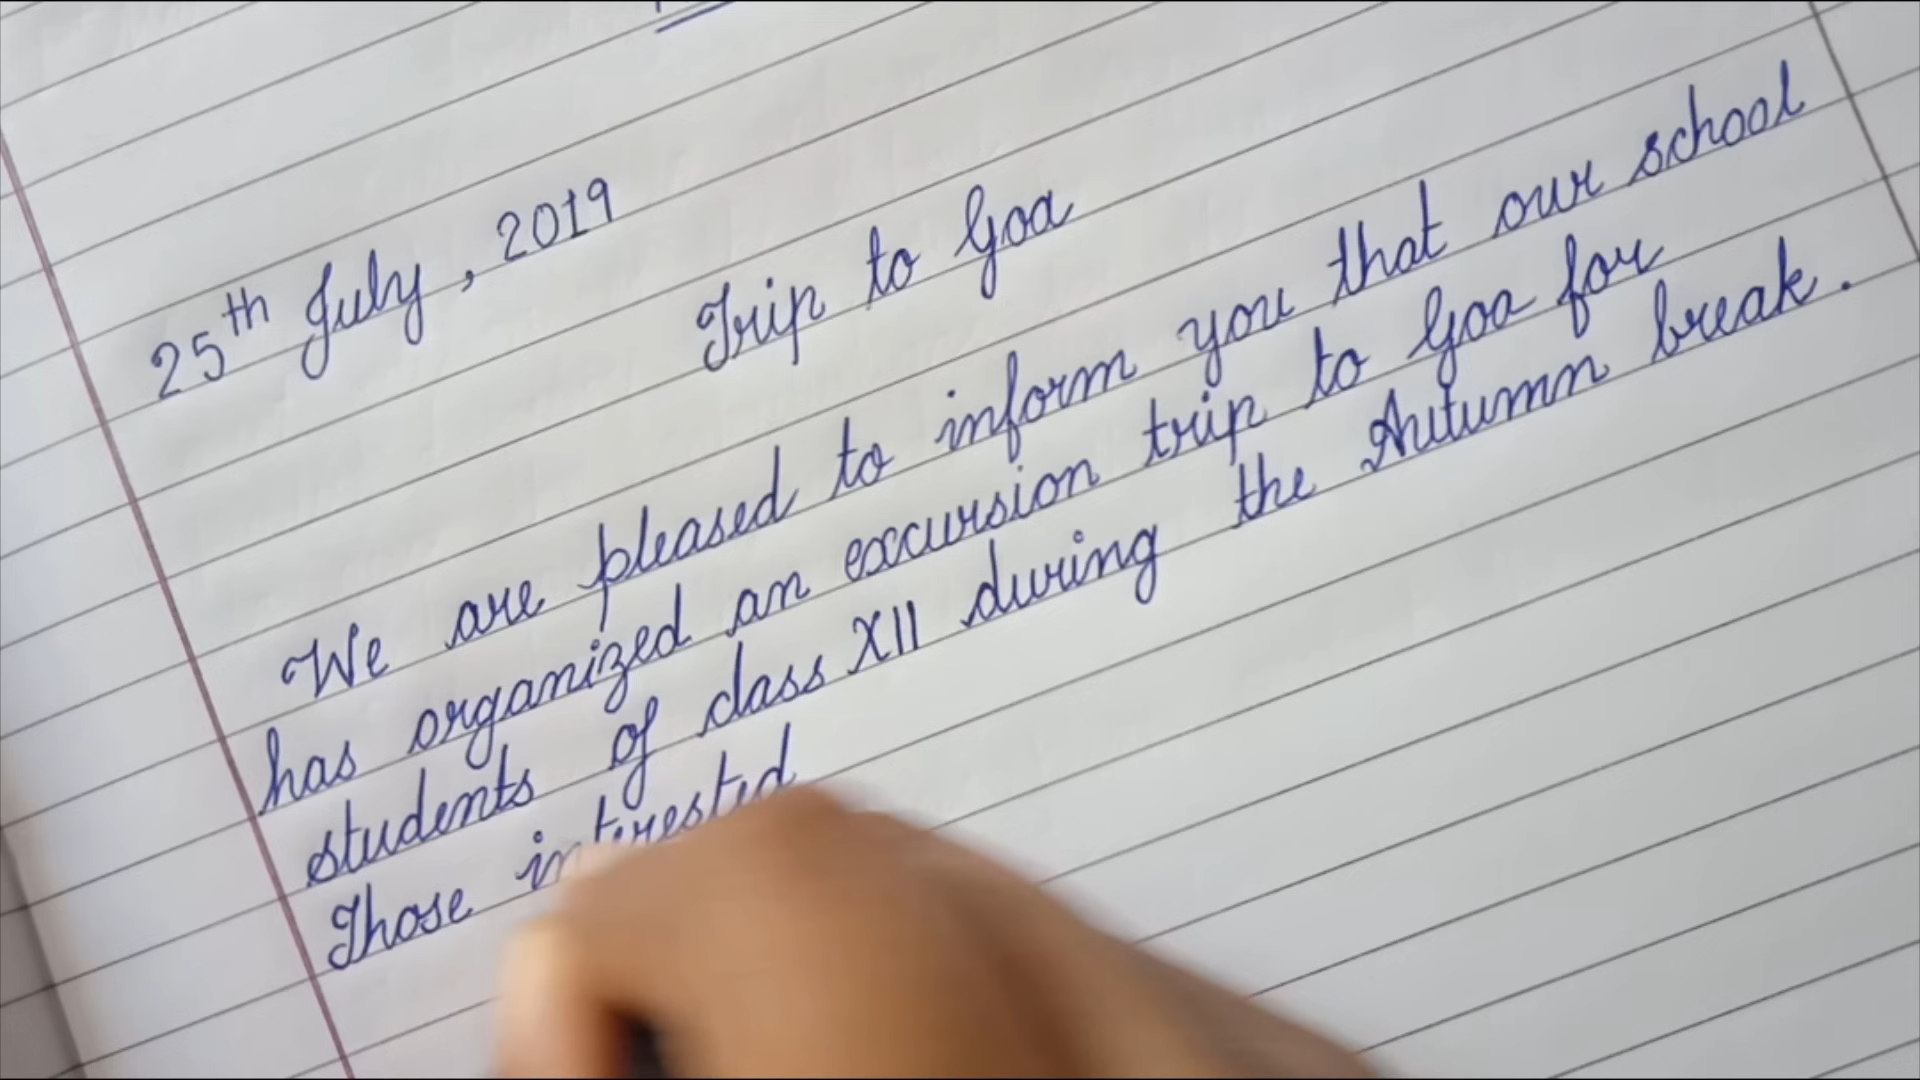 25th July, 2019
Trip to Goa
We are pleased to inform you that our school
has organized an excursion trip to Goa for
students of class XII during the Autumn break.
Those interested